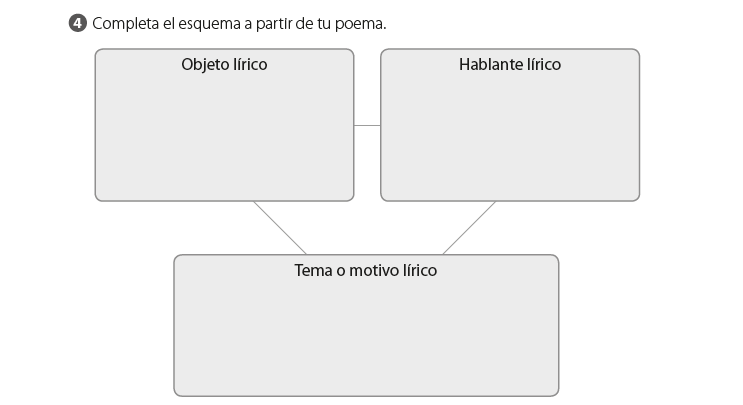 4 Completa el esquema a partir de tu poema.
Objeto lírico
Hablante lírico
Tema o motivo lírico